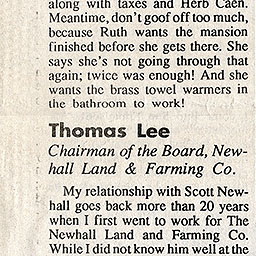 along with taxes and Herb Caen.
Meantime, don't goof off too much,
because Ruth wants the mansion
finished before she gets there. She
says she's not going through that
again; twice was enough! And she
wants the brass towel warmers in
the bathroom to work!
Thomas Lee
Chairman of the Board, New-
hall Land & Farming Co.
My relationship with Scott New-
hall goes back more than 20 years
when I first went to work for The
Newhall Land and Farming Co.
While I did not know him well at the